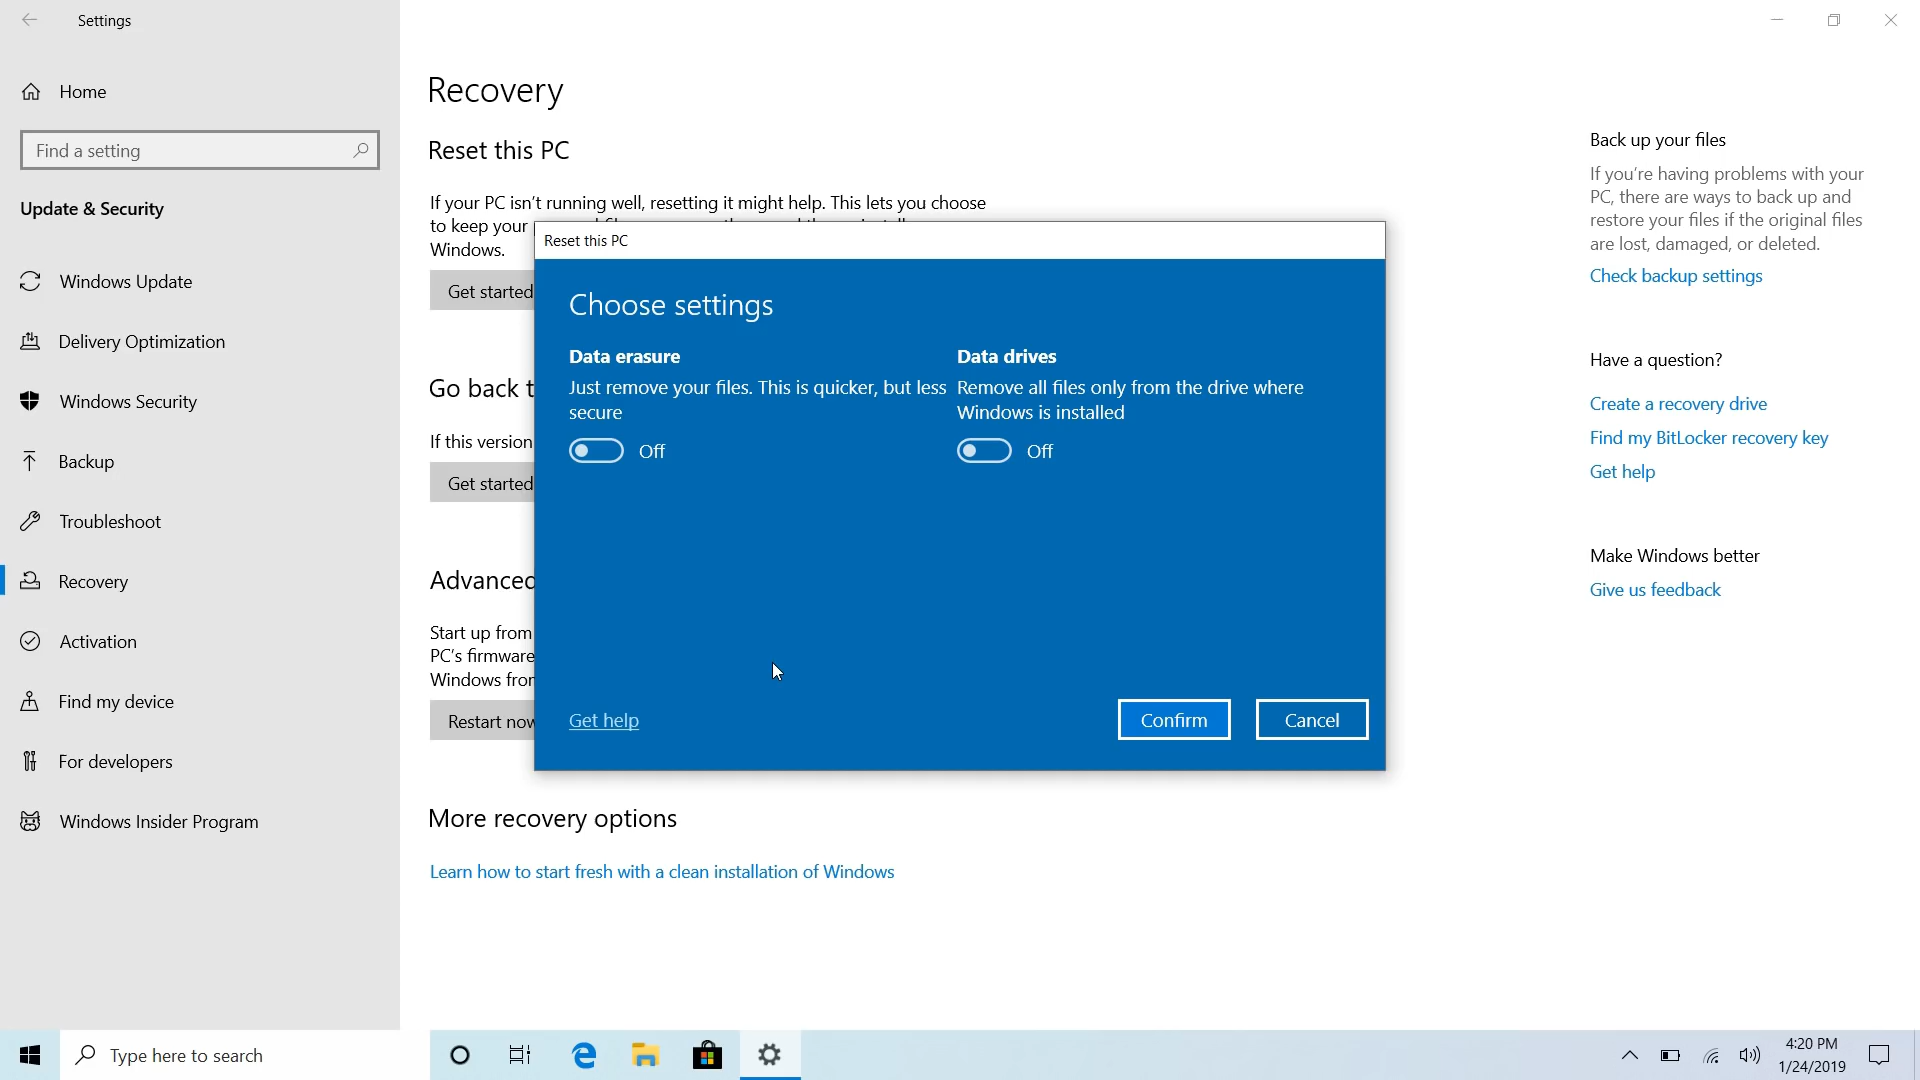 Settings
Home
Find a setting
Update & Security
Windows Update
Delivery Optimization
Windows Security
Backup
Troubleshoot
Recovery
Activation
Find my device
For developers
Windows Insider Program
Recovery
Reset this PC
If your PC isn't running well, resetting it might help. This lets you choose
to keep your
Windows.
Get started
Go back t
If this version
Get started
Advanced
Start up from
PC's firmware
Windows from
Restart now
More recovery options
Learn how to start fresh with a clean installation of Windows
Reset this PC
Choose settings
Data erasure
Just remove your files. This is quicker, but less
secure
Off
Data drives
Remove all files only from the drive where
Windows is installed
Off
Get help
Confirm
Cancel
Back up your files
If you're having problems with your
PC, there are ways to back up and
restore your files if the original files
are lost, damaged, or deleted.
Check backup settings
Have a question?
Create a recovery drive
Find my BitLocker recovery key
Get help
Make Windows better
Give us feedback
Type here to search
4:20 PM
1/24/2019